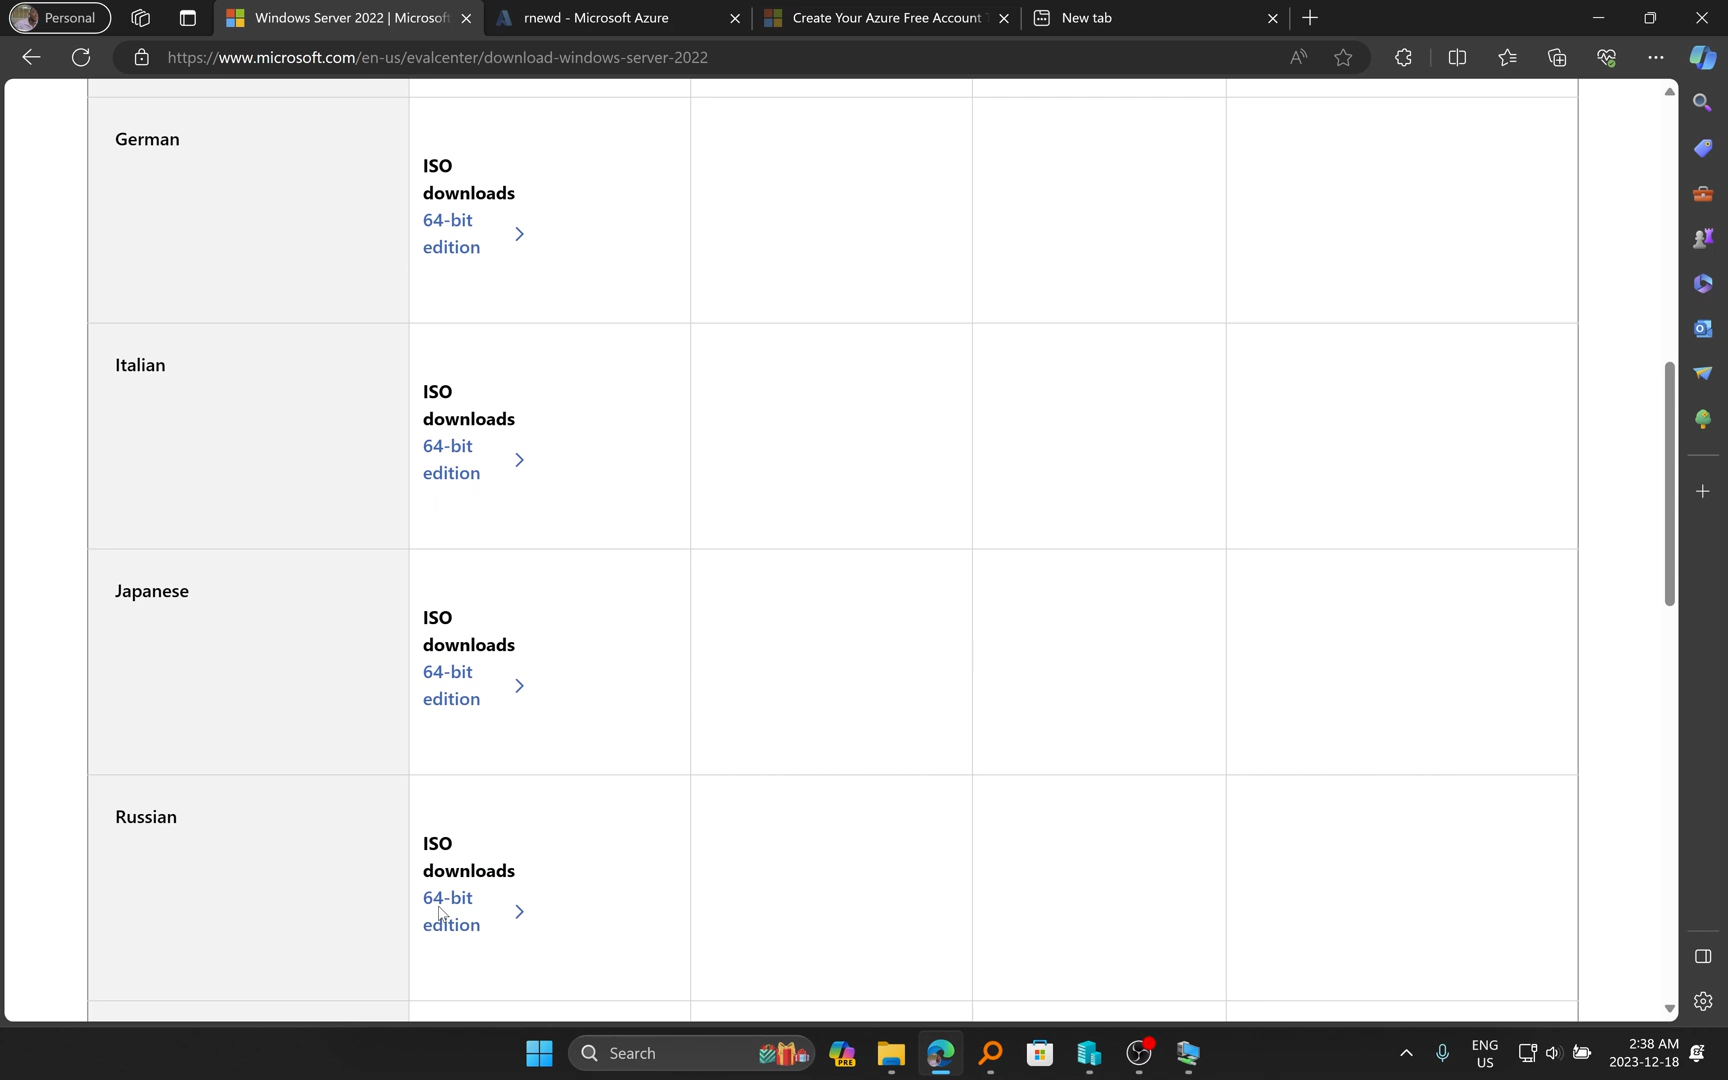 Personal
Windows Server 2022 | Microsoft
rnewd - Microsoft Azure
Create Your Azure Free Account
New tab
https://www.microsoft.com/en-us/evalcenter/download-windows-server-2022
German
ISO
downloads
64-bit
edition
Italian
ISO
downloads
64-bit
edition
Japanese
ISO
downloads
64-bit
edition
Russian
ISO
downloads
64-bit
edition
Search
PRE
ENG
US
2:38 AM
2023-12-18